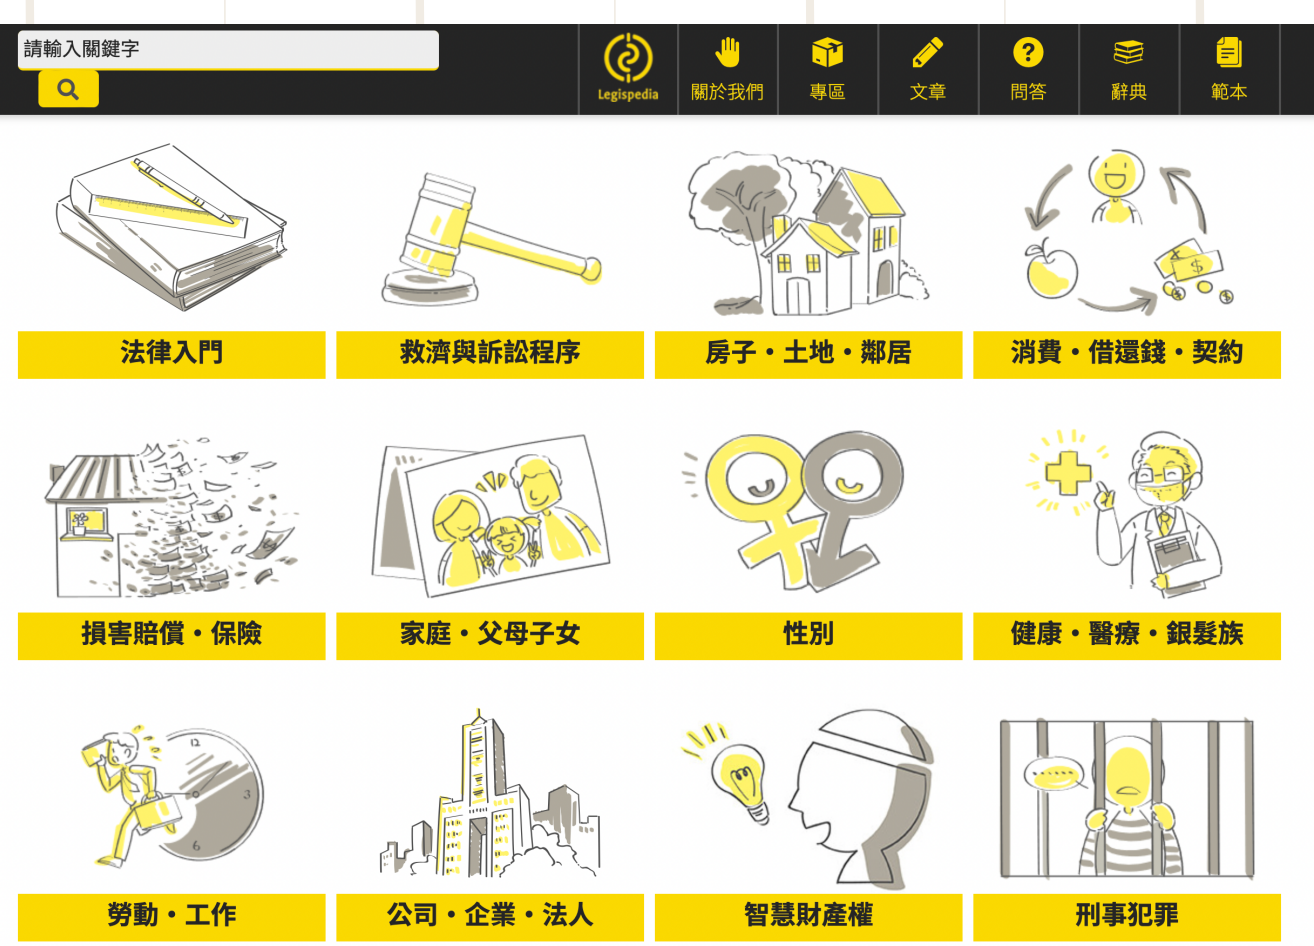 請輸入關鍵字
Legispedia
關於我們
專區
文章
問答
辭典
範本
法律入門
救濟與訴訟程序
房子・土地・鄰居
消費・借還錢・契約
損害賠償・保險
家庭・父母子女
性別
健康・醫療・銀髮族
12
3
6
勞動・工作
公司・企業・法人
智慧財產權
刑事犯罪